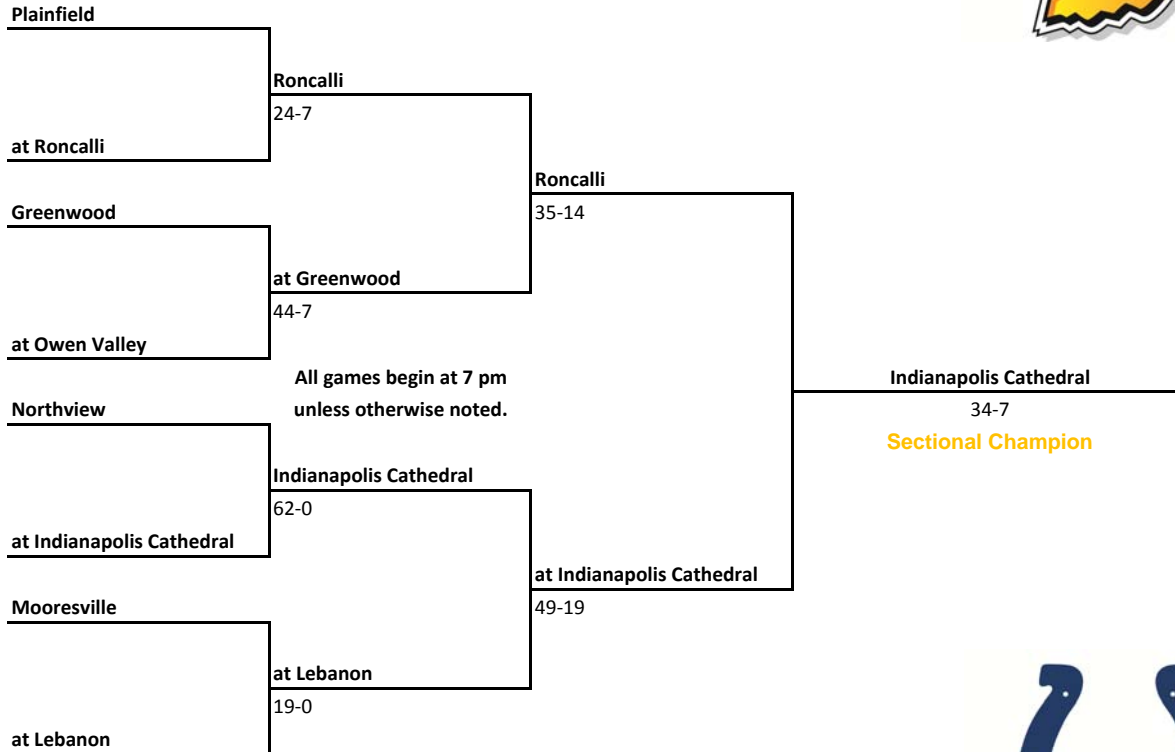 Plainfield
Roncalli
24-7
at Roncalli
Roncalli
35-14
Greenwood
at Greenwood
44-7
at Owen Valley
All games begin at 7 pm
unless otherwise noted.
Indianapolis Cathedral
34-7
Sectional Champion
Northview
Indianapolis Cathedral
62-0
at Indianapolis Cathedral
at Indianapolis Cathedral
49-19
Mooresville
at Lebanon
19-0
at Lebanon